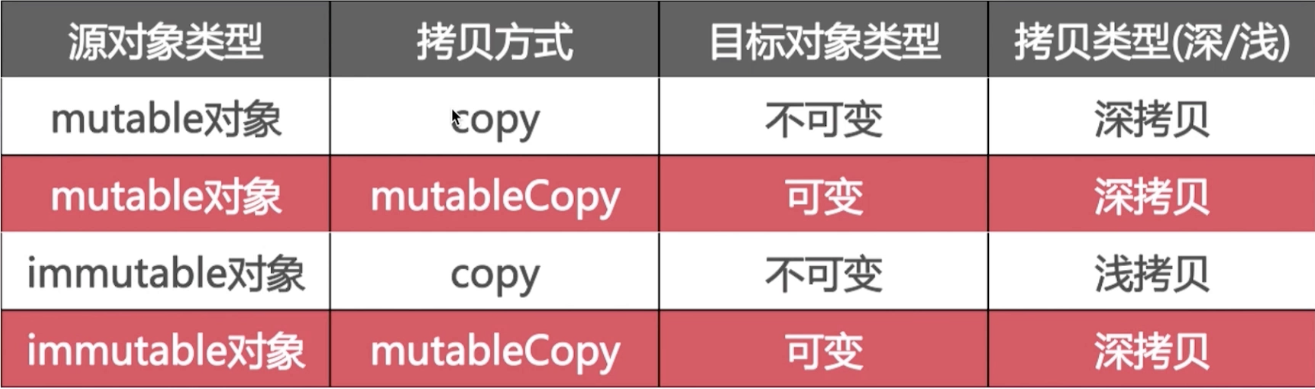 源对象类型 拷贝方式 目标对象类型 拷贝类型(深/浅)
mutable对象 copy 不可变 深拷贝
mutable对象 mutableCopy 可变 深拷贝
immutable对象 copy 不可变 浅拷贝
immutable对象 mutableCopy 可变 深拷贝